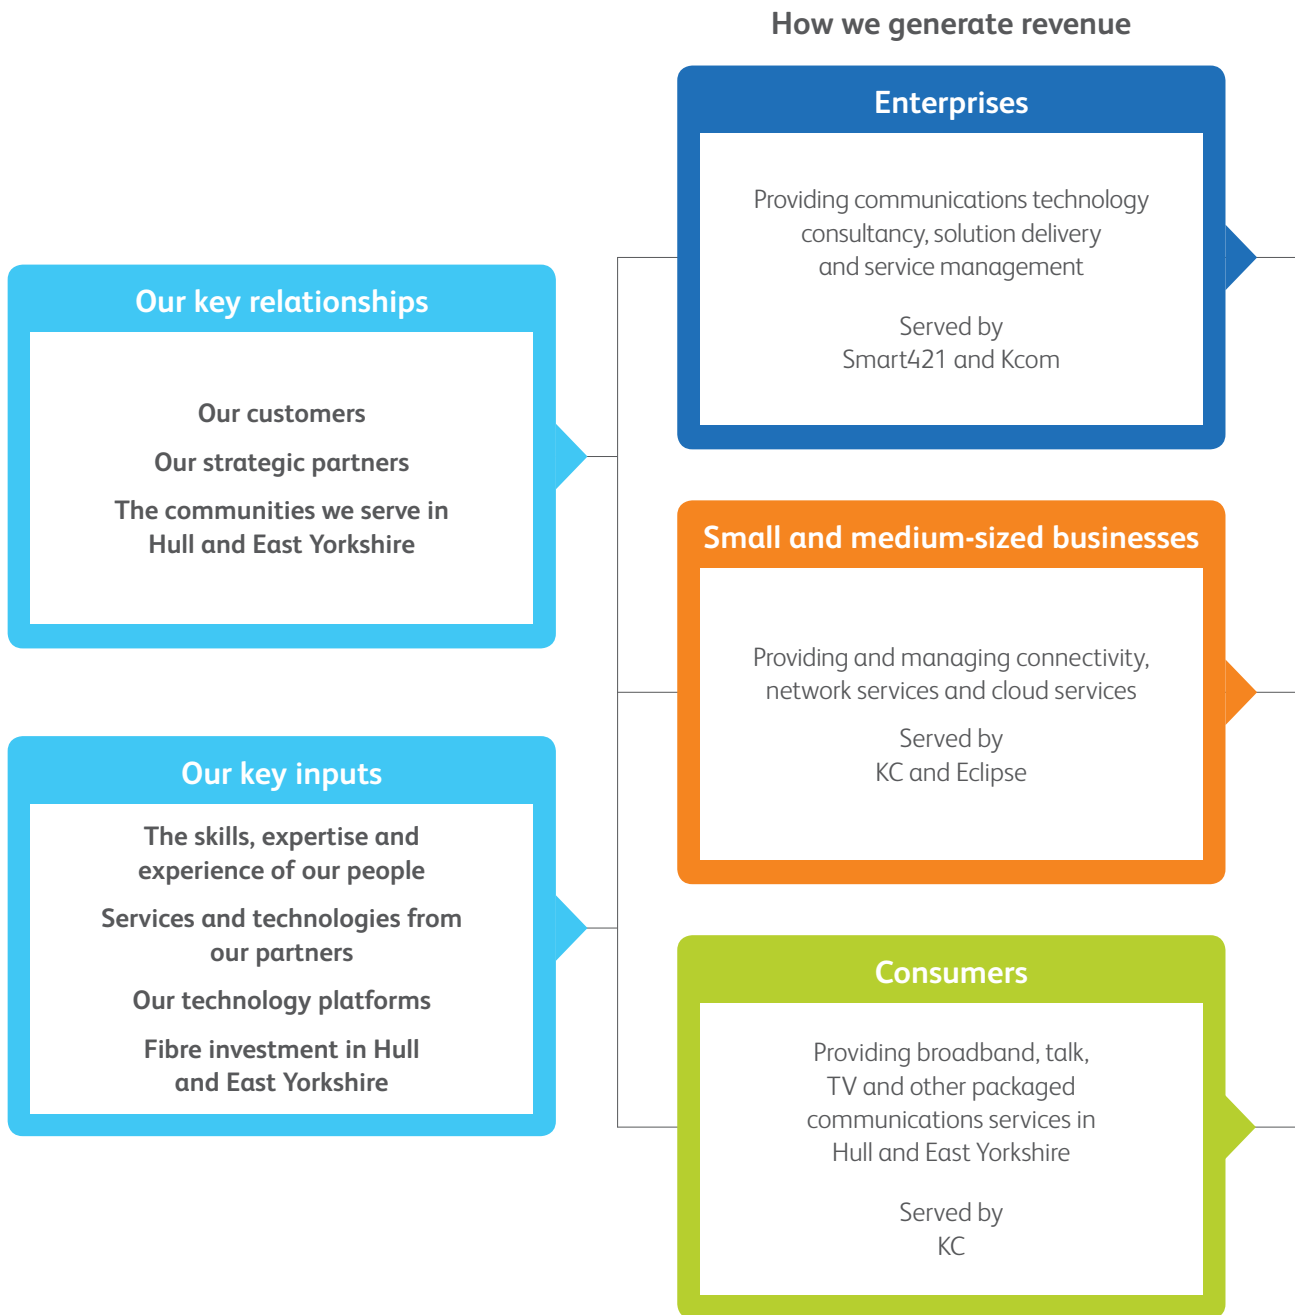 How we generate revenue
Our key relationships
Our customers
Our strategic partners
The communities we serve in
Hull and East Yorkshire
Our key inputs
The skills, expertise and
experience of our people
Services and technologies from
our partners
Our technology platforms
Fibre investment in Hull
and East Yorkshire
Enterprises
Providing communications technology
consultancy, solution delivery
and service management
Served by
Smart421 and Kcom
Small and medium-sized businesses
Providing and managing connectivity,
network services and cloud services
Served by
KC and Eclipse
Consumers
Providing broadband, talk,
TV and other packaged
communications services in
Hull and East Yorkshire
Served by
KC